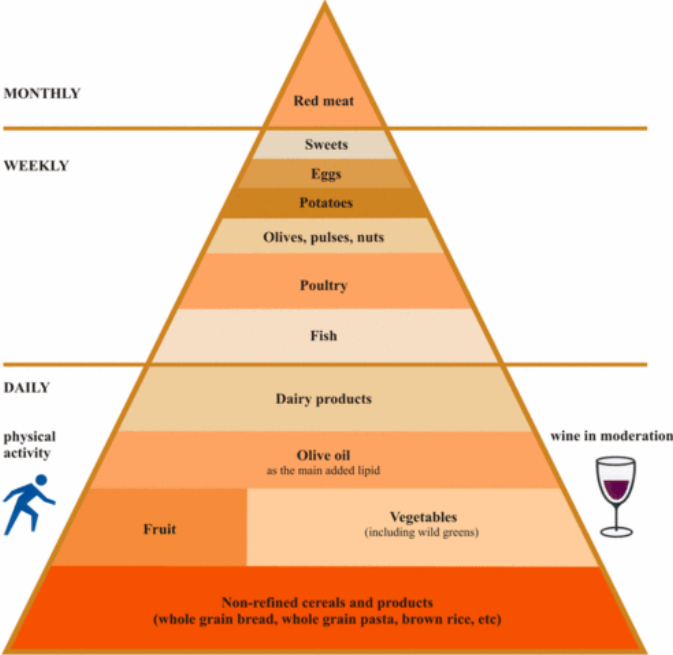 MONTHLY
Red meat
Sweets
WEEKLY
Eggs
Potatoes
Olives, pulses, nuts
Poultry
Fish
DAILY
Dairy products
physical
activity
wine in moderation
Olive oil
as the main added lipid
Fruit
Vegetables
(including wild greens)
Non-refined cereals and products
(whole grain bread, whole grain pasta, brown rice, etc)